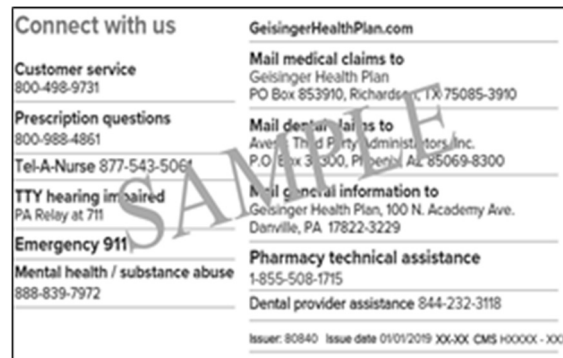 Connect with us
Customer service
800-498-9731
Prescription questions
800-988-4861
Tel-A-Nurse 877-543-5061
TTY hearing impaired
PA Relay at 711
Emergency 911
Mental health / substance abuse
888-839-7972
GeisingerHealthPlan.com
Mail medical claims to
Geisinger Health Plan
PO Box 853910, Richardson, TX 75085-3910
Mail dental claims to
Third Party Administrators, Inc.
P.O. Box Phoenix, AZ 85069-8300
Mail general information to
Geisinger Health Plan, 100 N. Academy Ave.
Danville, PA 17822-3229
Pharmacy technical assistance
1-855-508-1715
Dental provider assistance 844-232-3118
Issuer: 80840 Issue date 01/01/2019 XX-XX CMS HXXXX - XXX
SAMPLE